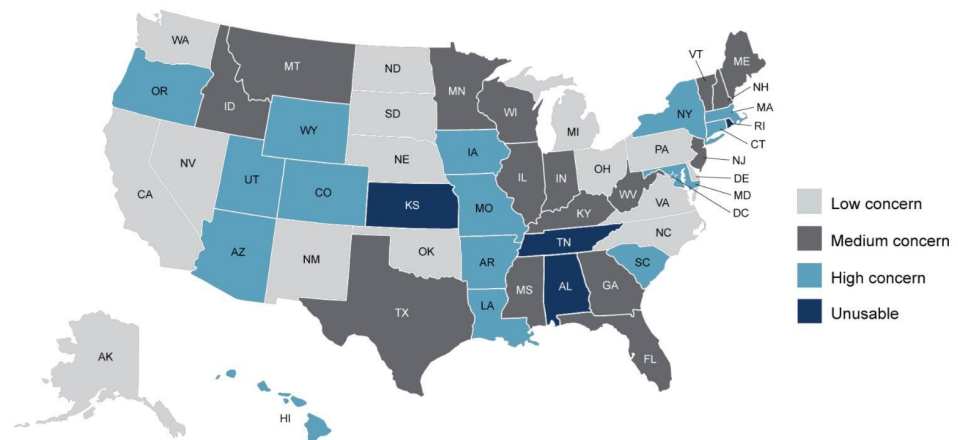 WA
OR
CA
NV
ID
MT
WY
UT
CO
AZ
NM
ND
SD
NE
KS
OK
TX
MN
IA
MO
AR
LA
WI
IL
MI
IN
OH
KY
TN
MS
AL
GA
FL
SC
NC
VA
WV
PA
NY
VT
ME
NH
MA
RI
CT
NJ
DE
MD
DC
AK
HI
Low concern
Medium concern
High concern
Unusable